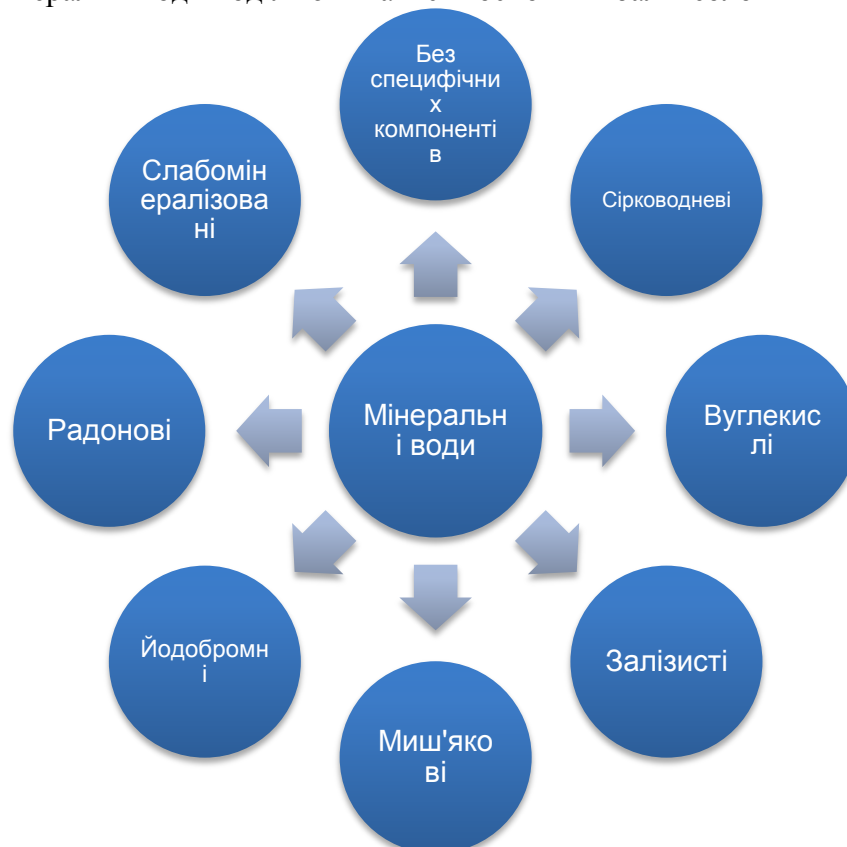 Без
специфічни
х
компоненті
в
Слабомін
ералізова
ні
Сірководневі
Радонові
Мінеральн
і води
Вуглекис
лі
Йодобромн
і
Залізисті
Миш'яко
ві